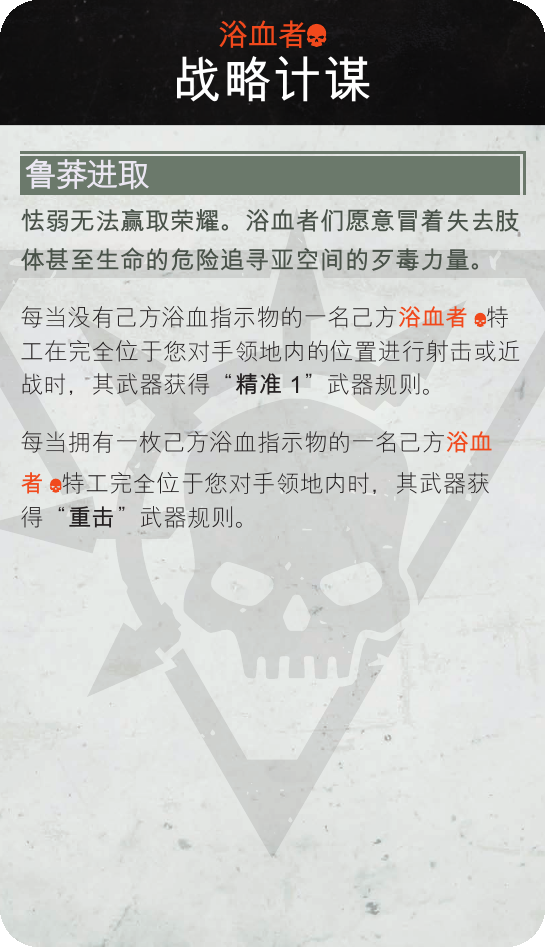 浴血者
战略计谋
鲁莽进取
怯弱无法赢取荣耀。浴血者们愿意冒着失去肢
体甚至生命的危险追寻亚空间的歹毒力量。
每当没有己方浴血指示物的一名己方浴血者特
工在完全位于您对手领地内的位置进行射击或近
战时，其武器获得“精准 1”武器规则。
每当拥有一枚己方浴血指示物的一名己方浴血
者特工完全位于您对手领地内时，其武器获
得“重击”武器规则。